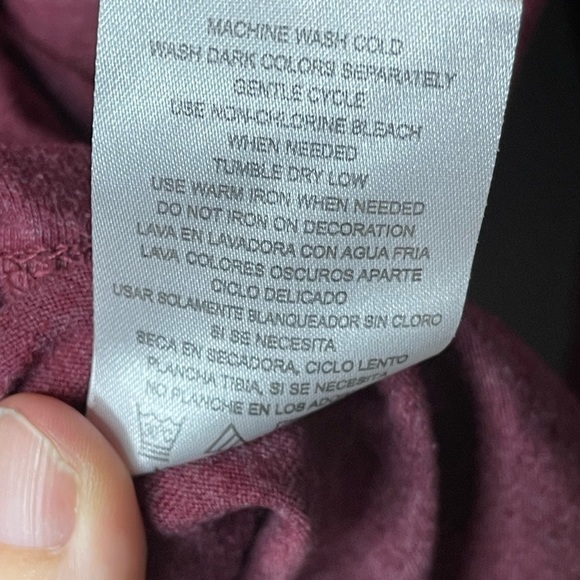 MACHINE WASH COLD
WASH DARK COLORS SEPARATELY
GENTLE CYCLE
USE NON-CHLORINE BLEACH
WHEN NEEDED
TUMBLE DRY LOW
USE WARM IRON WHEN NEEDED
DO NOT IRON ON DECORATION
LAVA EN LAVADORA CON AGUA FRIA
LAVA COLORES OSCUROS APARTE
CICLO DELICADO
USAR SOLAMENTE BLANQUEADOR SIN CLORO
SI SE NECESITA
SECA EN SECADORA, CICLO LENTO
PLANCHA TIBIA, SI SE NECESITA
NO PLANCHE EN LOS